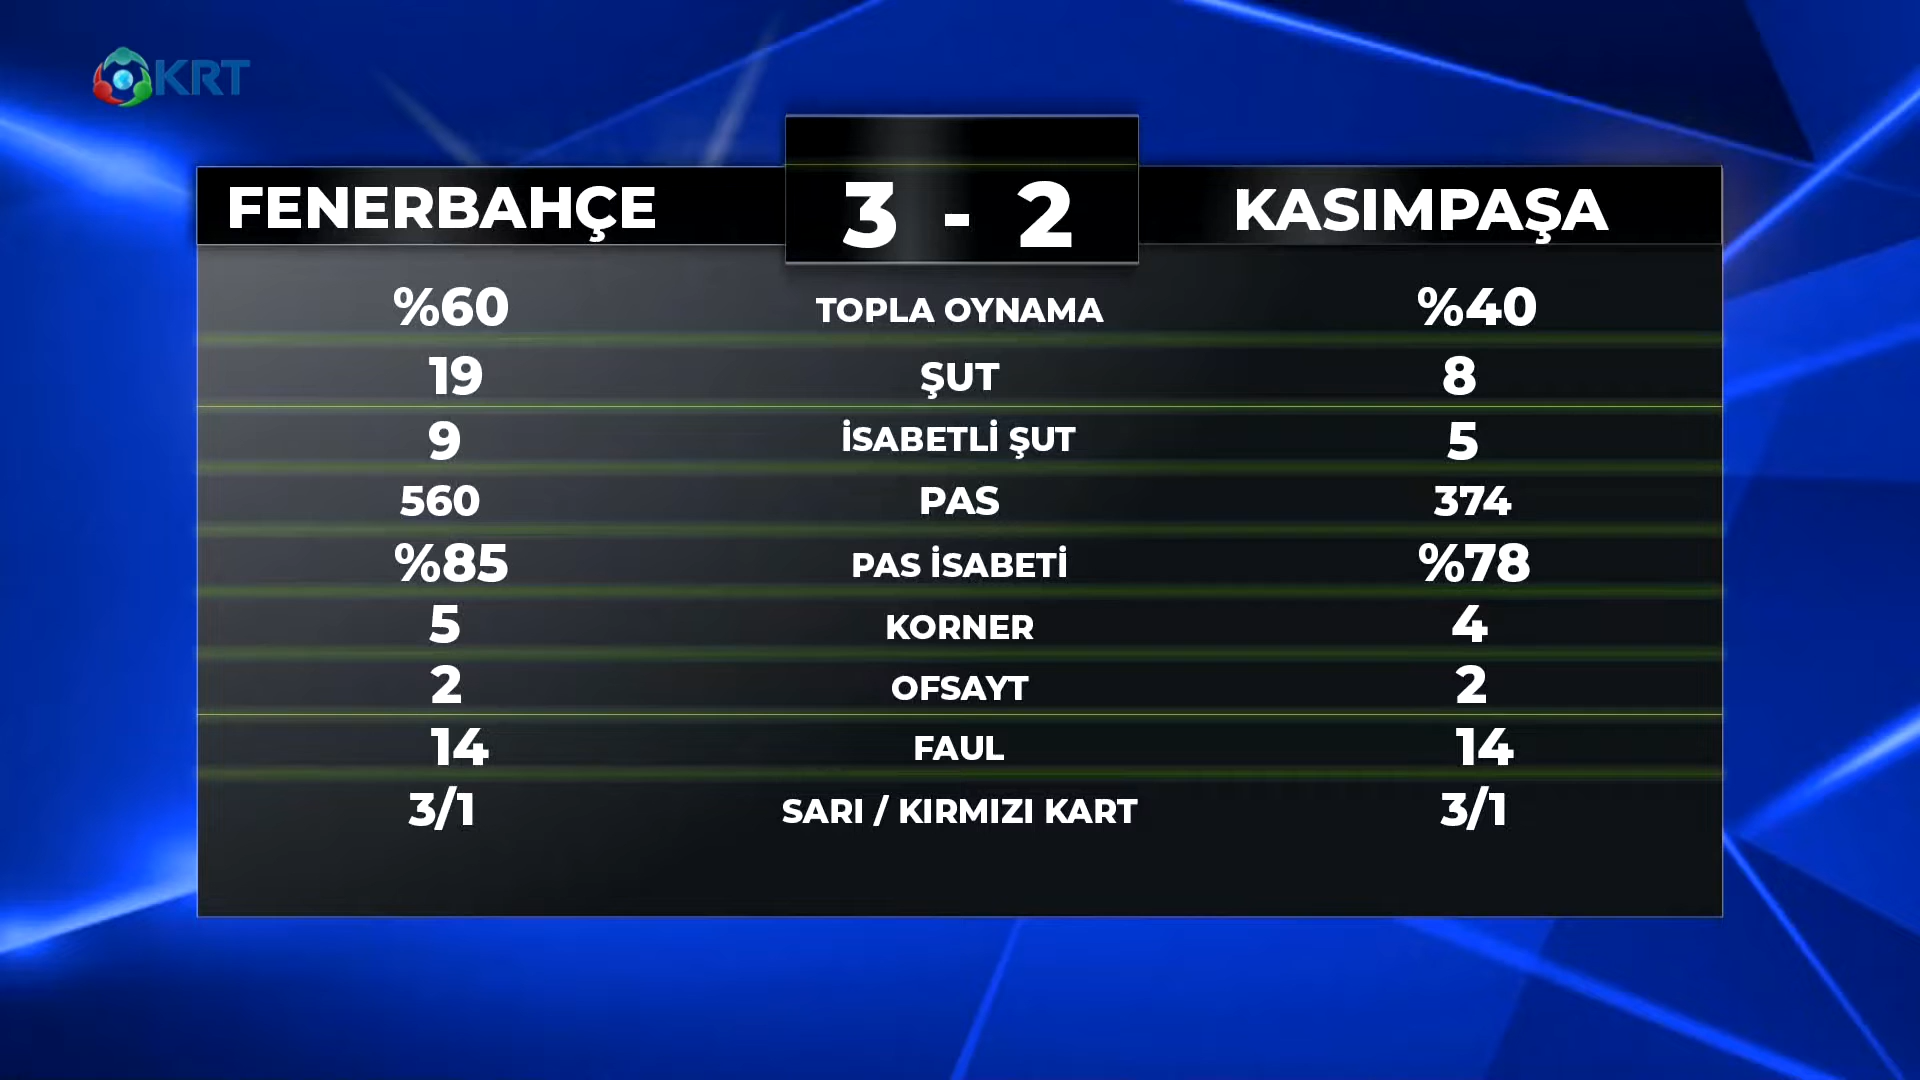 KRT
FENERBAHÇE 3 - 2 KASIMPAŞA
%60 TOPLA OYNAMA %40
19 ŞUT 8
9 İSABETLİ ŞUT 5
560 PAS 374
%85 PAS İSABETİ %78
5 KORNER 4
2 OFSAYT 2
14 FAUL 14
3/1 SARI / KIRMIZI KART 3/1